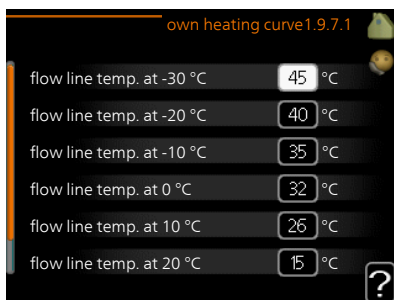 own heating curve1.9.7.1
flow line temp. at -30 °C 45 °C
flow line temp. at -20 °C 40 °C
flow line temp. at -10 °C 35 °C
flow line temp. at 0 °C 32 °C
flow line temp. at 10 °C 26 °C
flow line temp. at 20 °C 15 °C
?